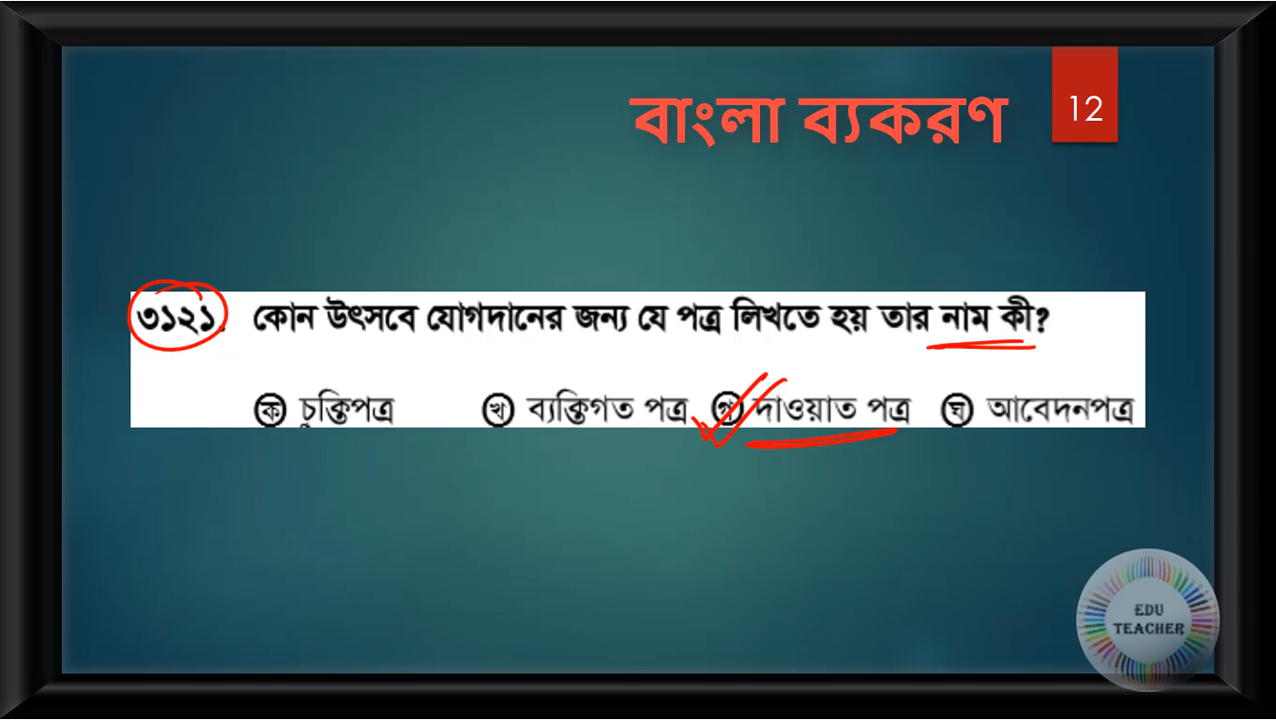 বাংলা ব্যকরণ
12
৩১২১. কোন উৎসবে যোগদানের জন্য যে পত্র লিখতে হয় তার নাম কী?
ক চুক্তিপত্র খ ব্যক্তিগত পত্র গ দাওয়াত পত্র ঘ আবেদনপত্র
EDU
TEACHER